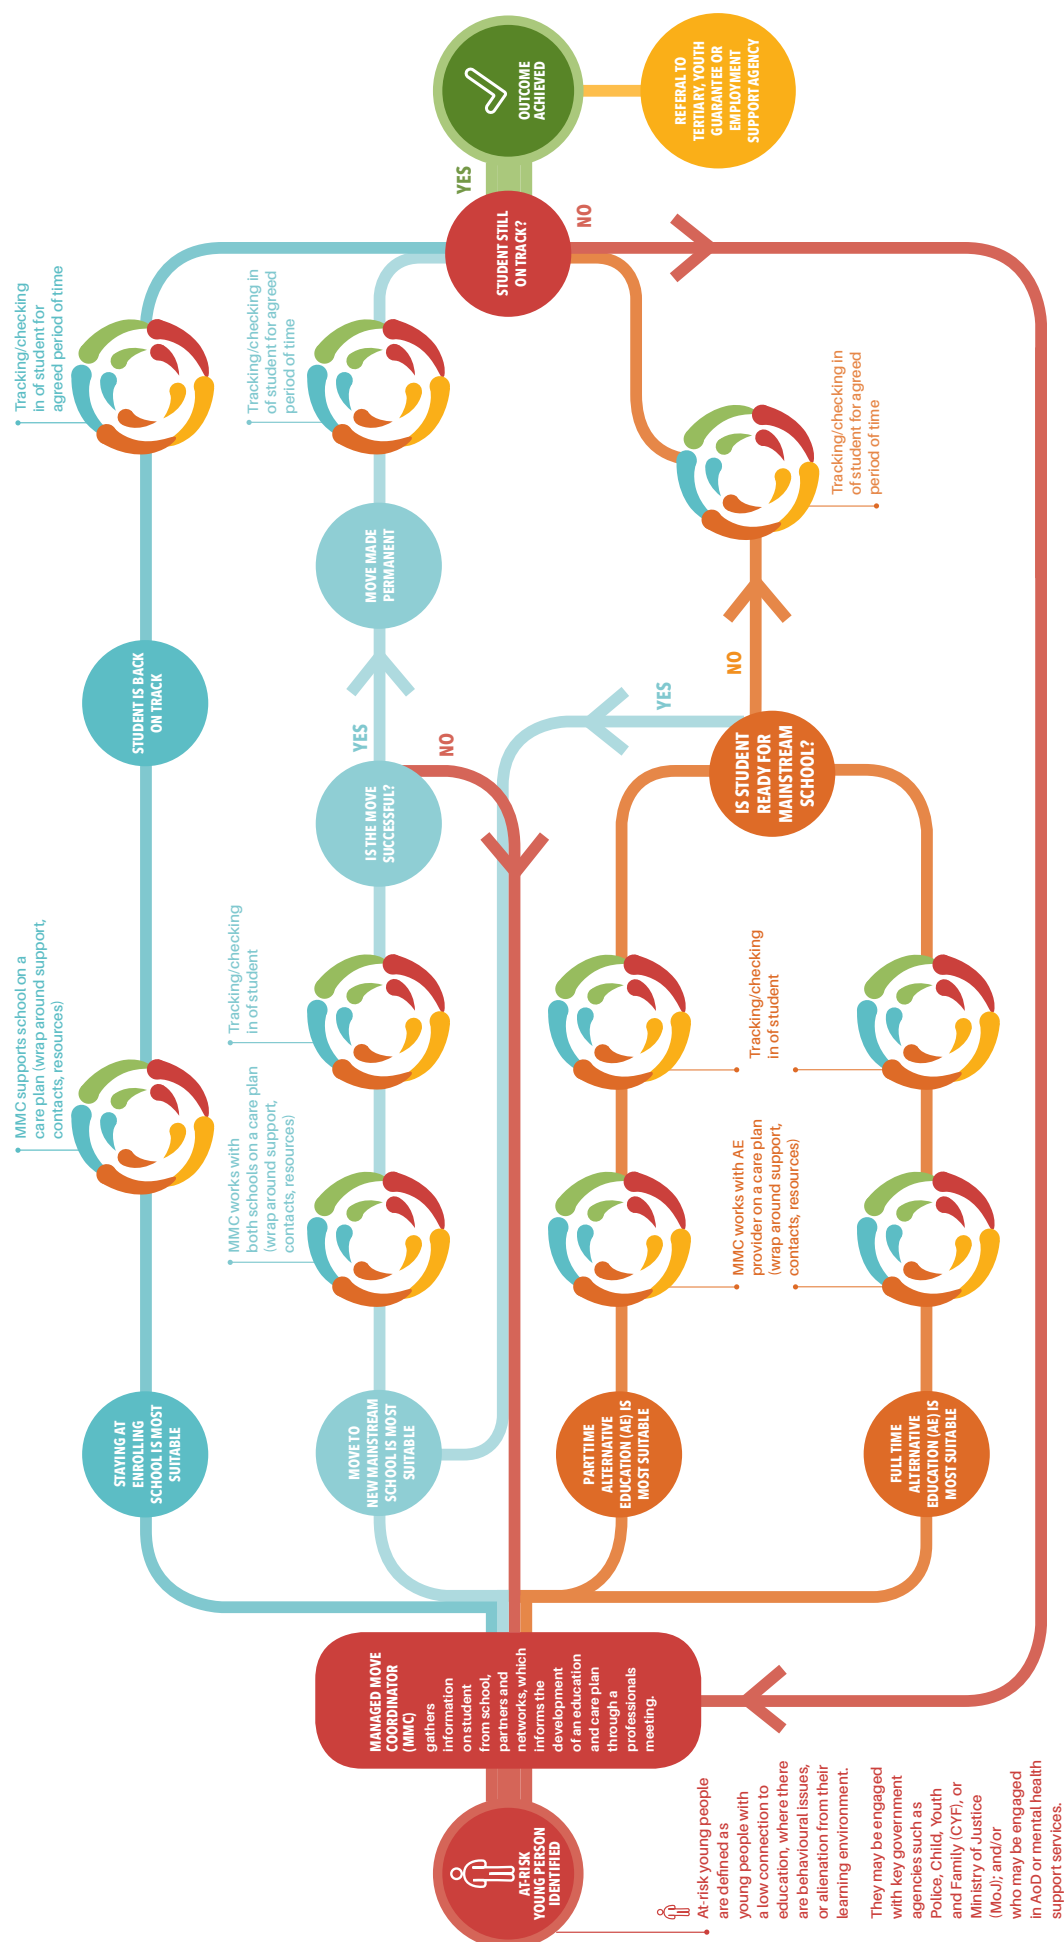 AT-RISK
YOUNG PERSON
IDENTIFIED
At-risk young people
are defined as
young people with
a low connection to
education, where there
are behavioural issues,
or alienation from their
learning environment.
They may be engaged
with key government
agencies such as
Police, Child, Youth
and Family (CYF), or
Ministry of Justice
(MoJ); and/or
who may be engaged
in AoD or mental health
support services.
MANAGED MOVE
COORDINATOR
(MMC)
gathers
information
on student
from school,
partners and
networks, which
informs the
development
of an education
and care plan
through a
professionals
meeting.
STAYING AT
ENROLLING
SCHOOL IS MOST
SUITABLE
MMC supports school on a
care plan (wrap around support,
contacts, resources)
STUDENT IS BACK
ON TRACK
Tracking/checking
in of student for
agreed period of time
MOVE TO
NEW MAINSTREAM
SCHOOL IS MOST
SUITABLE
MMC works with
both schools on a care plan
(wrap around support,
contacts, resources)
Tracking/checking
in of student
IS THE MOVE
SUCCESSFUL?
YES
NO
MOVE MADE
PERMANENT
Tracking/checking in
of student for agreed
period of time
PART TIME
ALTERNATIVE
EDUCATION (AE) IS
MOST SUITABLE
FULL TIME
ALTERNATIVE
EDUCATION (AE) IS
MOST SUITABLE
MMC works with AE
provider on a care plan
(wrap around support,
contacts, resources)
Tracking/checking
in of student
IS STUDENT
READY FOR
MAINSTREAM
SCHOOL?
YES
NO
Tracking/checking in
of student for agreed
period of time
STUDENT STILL
ON TRACK?
YES
NO
OUTCOME
ACHIEVED
REFERAL TO
TERTIARY, YOUTH
GUARANTEE OR
EMPLOYMENT
SUPPORT AGENCY